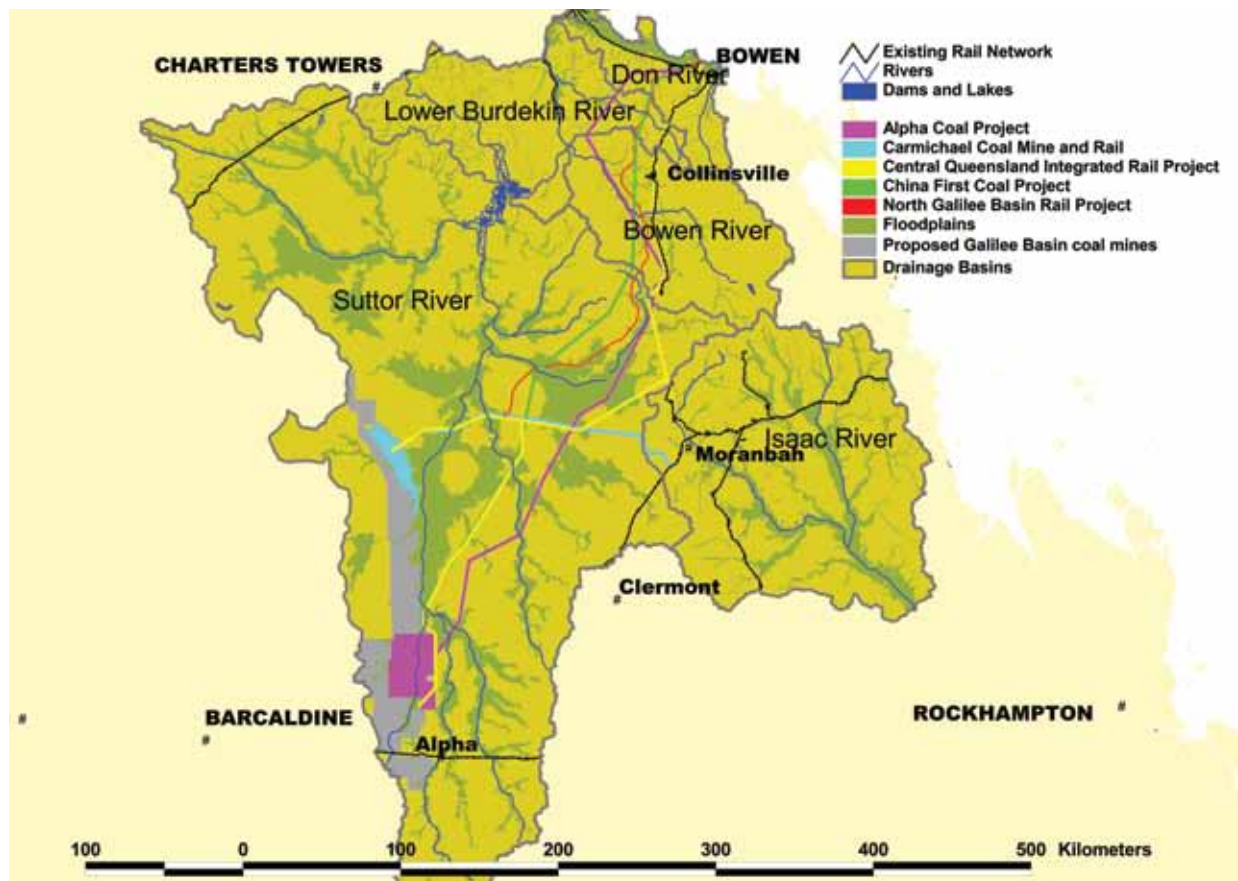 BOWEN
Existing Rail Network
CHARTERS TOWERS
Don River
Rivers
Dams and Lakes
Lower Burdekin River
Alpha Coal Project
Carmichael Coal Mine and Rail
Central Queensland Integrated Rail Project
Collinsville
China First Coal Project
North Galilee Basin Rail Project
Floodplains
Bowen River
Proposed Galilee Basin coal mines
Drainage Basins
Suttor River
Isaac River
Moranbah
Clermont
#
BARCALDINE
ROCKHAMPTON
Alpha
100 0 100 200 300 400 500 Kilometers